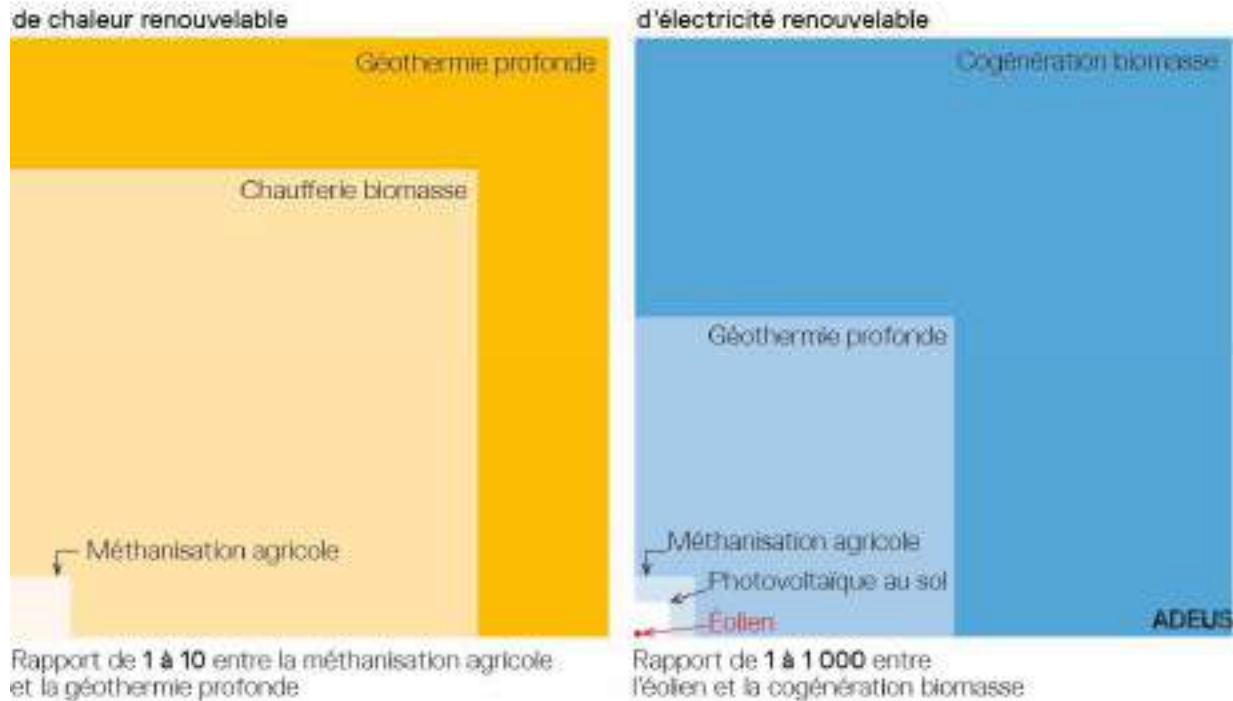 de chaleur renouvelable
Géothermie profonde
Chaufferie biomasse
Méthanisation agricole
Rapport de 1 à 10 entre la méthanisation agricole
et la géothermie profonde
d'électricité renouvelable
Cogénération biomasse
Géothermie profonde
Méthanisation agricole
Photovoltaïque au sol
Éolien
ADEUS
Rapport de 1 à 1 000 entre
l'éolien et la cogénération biomasse